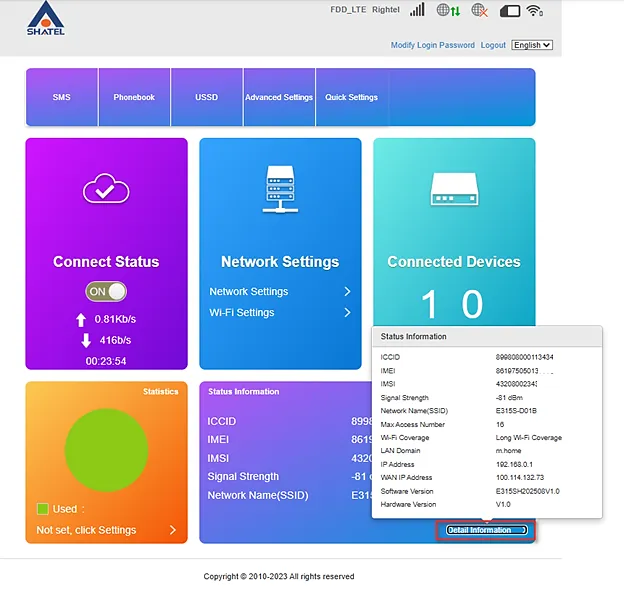 SHATEL
FDD_LTE Rightel
Modify Login Password Logout English
SMS Phonebook USSD Advanced Settings Quick Settings
Connect Status
ON
0.81Kb/s
416b/s
00:23:54
Network Settings
Network Settings
Wi-Fi Settings
Connected Devices
1 0
Statistics
Used :
Not set, click Settings
Status Information
ICCID 8998
IMEI 8619
IMSI 4320
Signal Strength -81 d
Network Name(SSID) E315
Detail Information
Status Information
ICCID 899808000113434
IMEI 86197505013
IMSI 4320800234
Signal Strength -81 dBm
Network Name(SSID) E315S-D01B
Max Access Number 16
Wi-Fi Coverage Long Wi-Fi Coverage
LAN Domain m.home
IP Address 192.168.0.1
WAN IP Address 100.114.132.73
Software Version E315SH202508V1.0
Hardware Version V1.0
Copyright © 2010-2023 All rights reserved